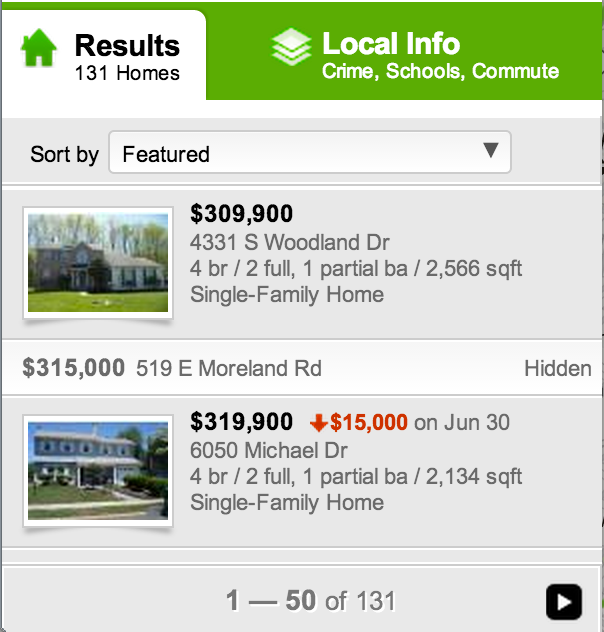 Results
131 Homes
Local Info
Crime, Schools, Commute
Sort by Featured
$309,900
4331 S Woodland Dr
4 br / 2 full, 1 partial ba / 2,566 sqft
Single-Family Home
$315,000 519 E Moreland Rd Hidden
$319,900 $15,000 on Jun 30
6050 Michael Dr
4 br / 2 full, 1 partial ba / 2,134 sqft
Single-Family Home
1 — 50 of 131